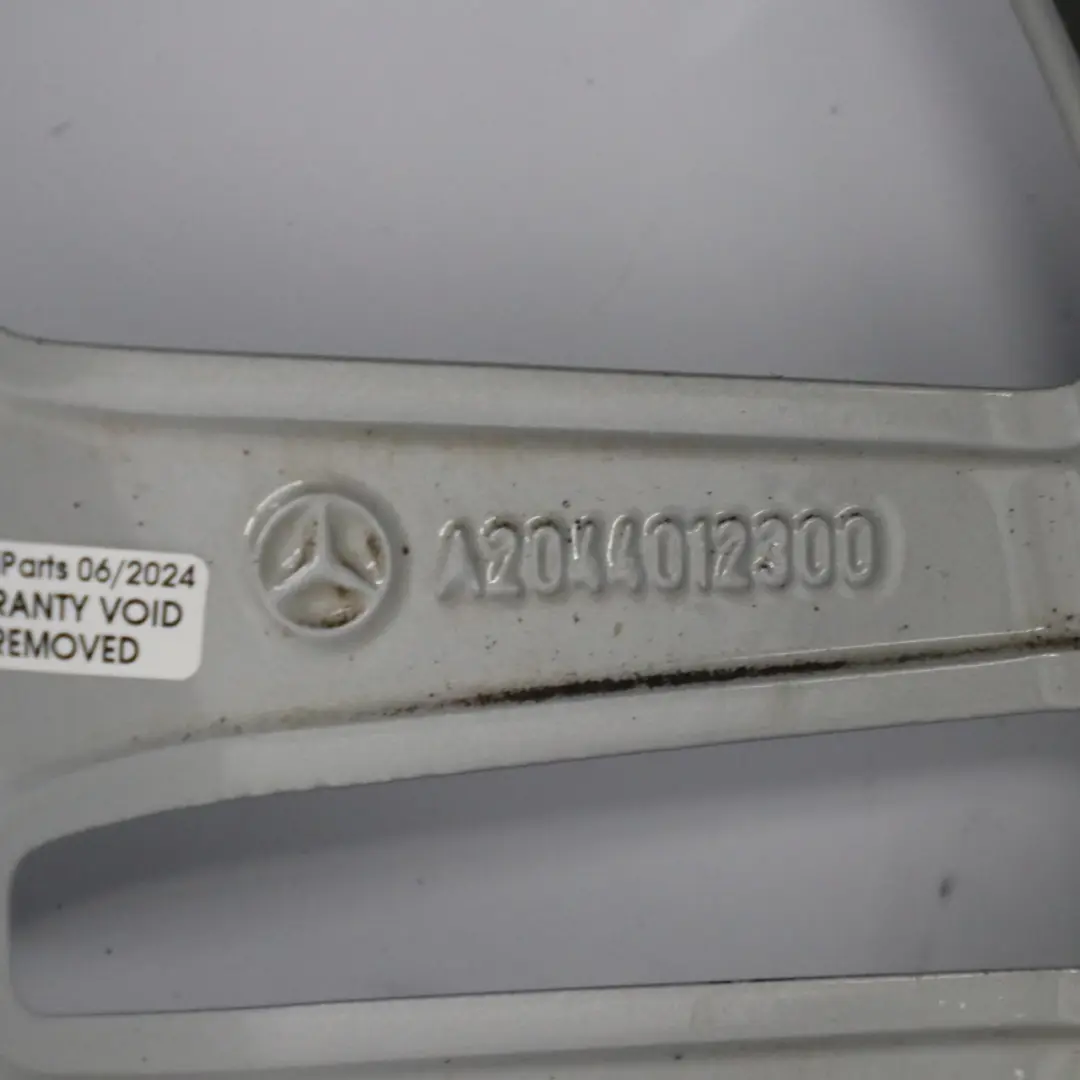 Parts 06/2024
RANTY VOID
REMOVED
A2044012300